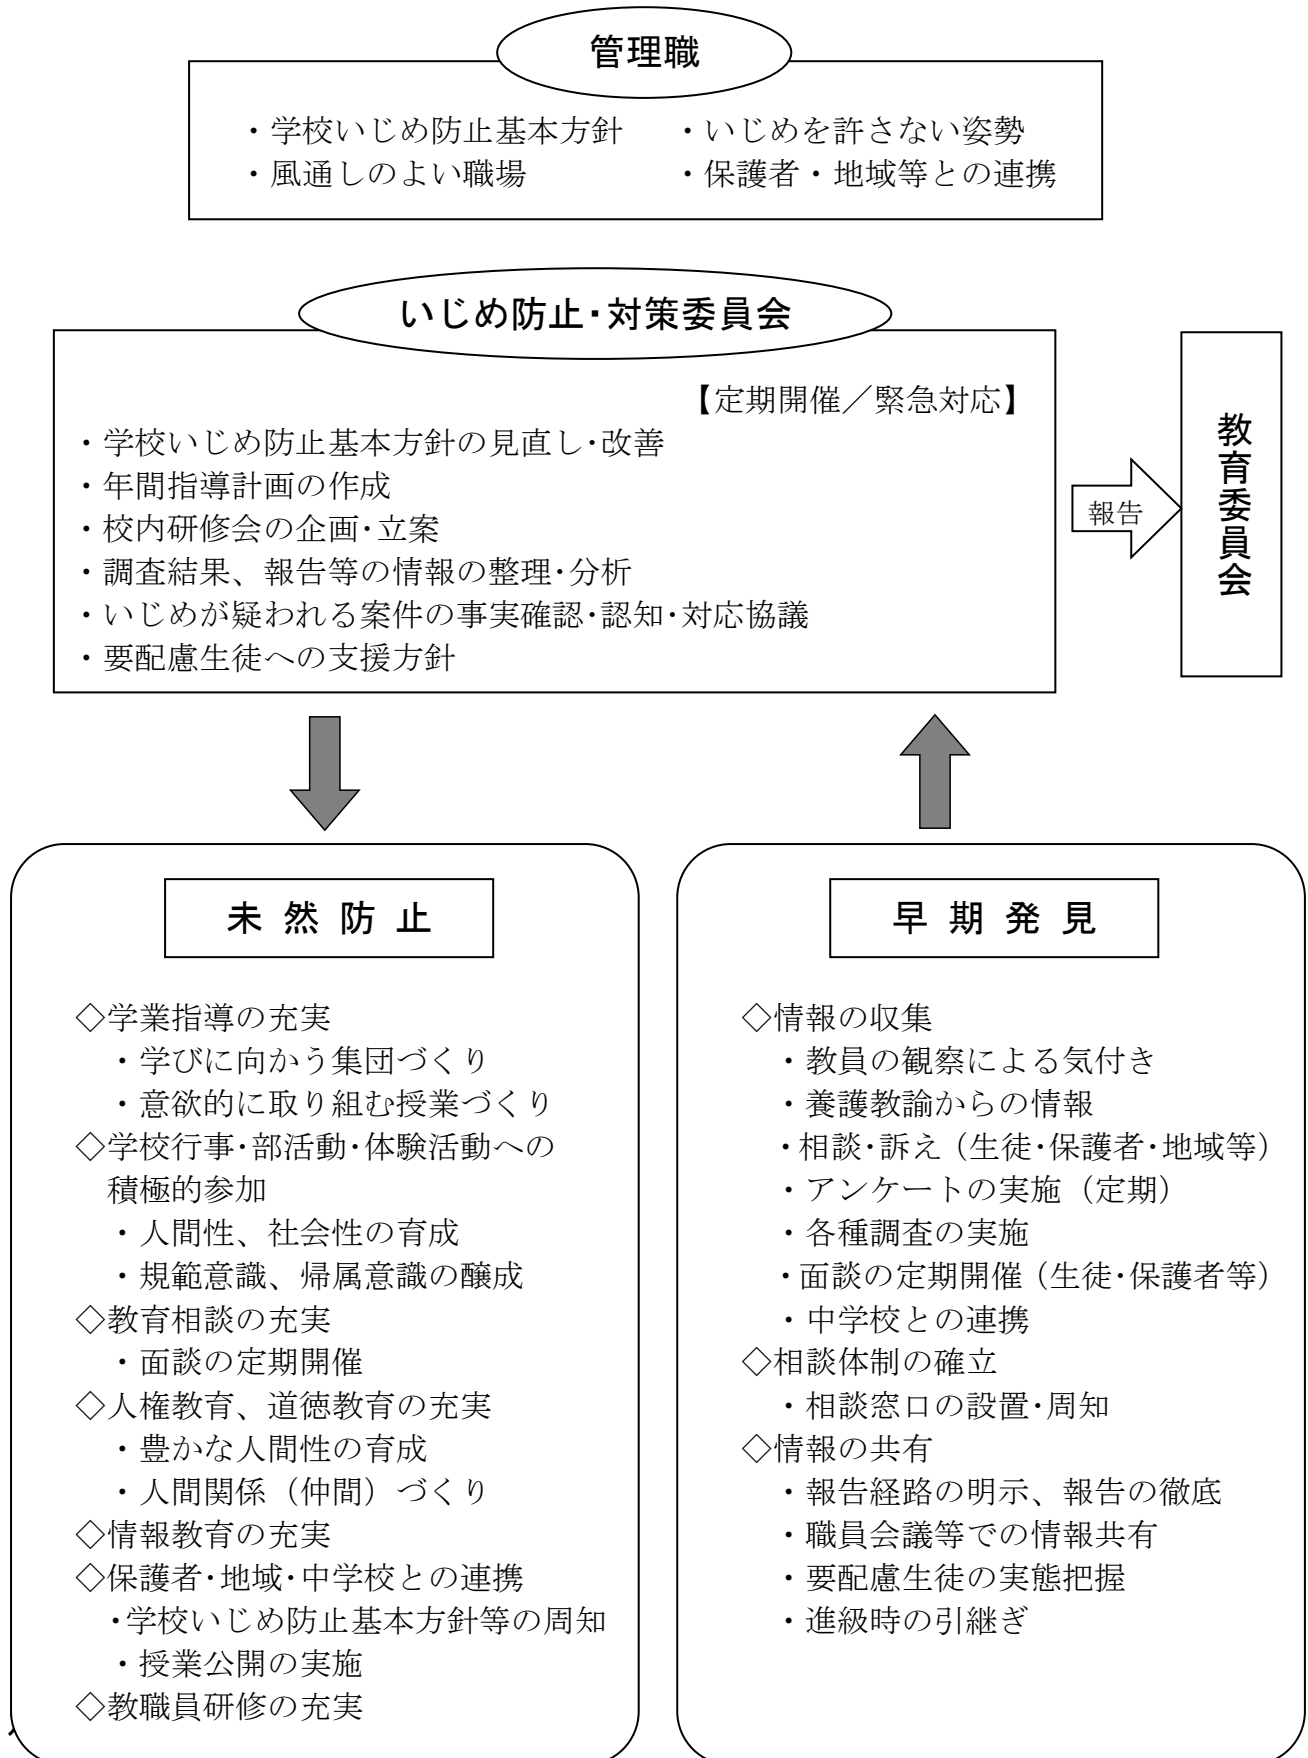 管理職
・学校いじめ防止基本方針　・いじめを許さない姿勢
・風通しのよい職場　・保護者・地域等との連携
いじめ防止･対策委員会
【定期開催／緊急対応】
・学校いじめ防止基本方針の見直し･改善
・年間指導計画の作成
・校内研修会の企画･立案
・調査結果、報告等の情報の整理･分析
・いじめが疑われる案件の事実確認･認知･対応協議
・要配慮生徒への支援方針
報告
教育委員会
未然防止
◇学業指導の充実
・学びに向かう集団づくり
・意欲的に取り組む授業づくり
◇学校行事･部活動･体験活動への
積極的参加
・人間性、社会性の育成
・規範意識、帰属意識の醸成
◇教育相談の充実
・面談の定期開催
◇人権教育、道徳教育の充実
・豊かな人間性の育成
・人間関係（仲間）づくり
◇情報教育の充実
◇保護者･地域･中学校との連携
･学校いじめ防止基本方針等の周知
・授業公開の実施
◇教職員研修の充実
早期発見
◇情報の収集
・教員の観察による気付き
・養護教諭からの情報
･相談･訴え（生徒･保護者･地域等）
・アンケートの実施（定期）
・各種調査の実施
･面談の定期開催（生徒･保護者等）
・中学校との連携
◇相談体制の確立
・相談窓口の設置･周知
◇情報の共有
・報告経路の明示、報告の徹底
・職員会議等での情報共有
・要配慮生徒の実態把握
・進級時の引継ぎ